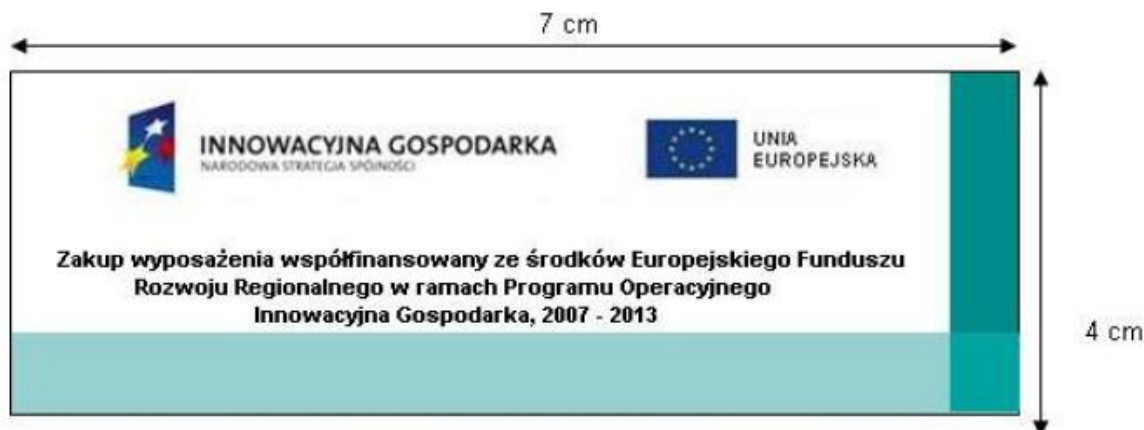 7 cm
INNOWACYJNA GOSPODARKA
NARODOWA STRATEGIA SPÓJNOŚCI
UNIA
EUROPEJSKA
Zakup wyposażenia współfinansowany ze środków Europejskiego Funduszu
Rozwoju Regionalnego w ramach Programu Operacyjnego
Innowacyjna Gospodarka, 2007 - 2013
4 cm